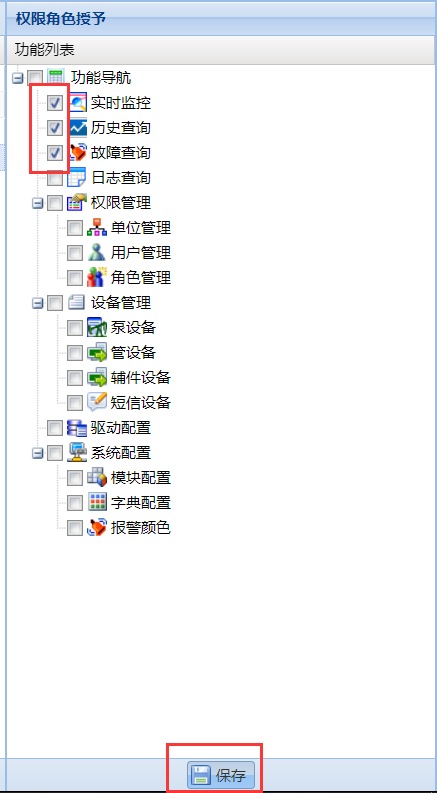 权限角色授予
功能列表
功能导航
实时监控
历史查询
故障查询
日志查询
权限管理
单位管理
用户管理
角色管理
设备管理
泵设备
管设备
辅件设备
短信设备
驱动配置
系统配置
模块配置
字典配置
报警颜色
保存